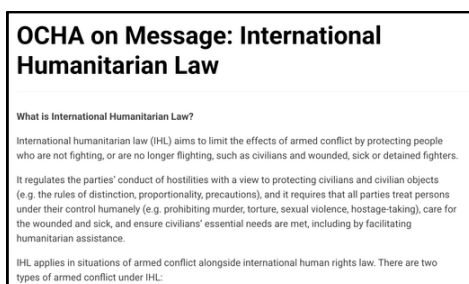 OCHA on Message: International
Humanitarian Law
What is International Humanitarian Law?
International humanitarian law (IHL) aims to limit the effects of armed conflict by protecting people
who are not fighting, or are no longer flighting, such as civilians and wounded, sick or detained fighters.
It regulates the parties' conduct of hostilities with a view to protecting civilians and civilian objects
(e.g. the rules of distinction, proportionality, precautions), and it requires that all parties treat persons
under their control humanely (e.g. prohibiting murder, torture, sexual violence, hostage-taking), care for
the wounded and sick, and ensure civilians' essential needs are met, including by facilitating
humanitarian assistance.
IHL applies in situations of armed conflict alongside international human rights law. There are two
types of armed conflict under IHL: